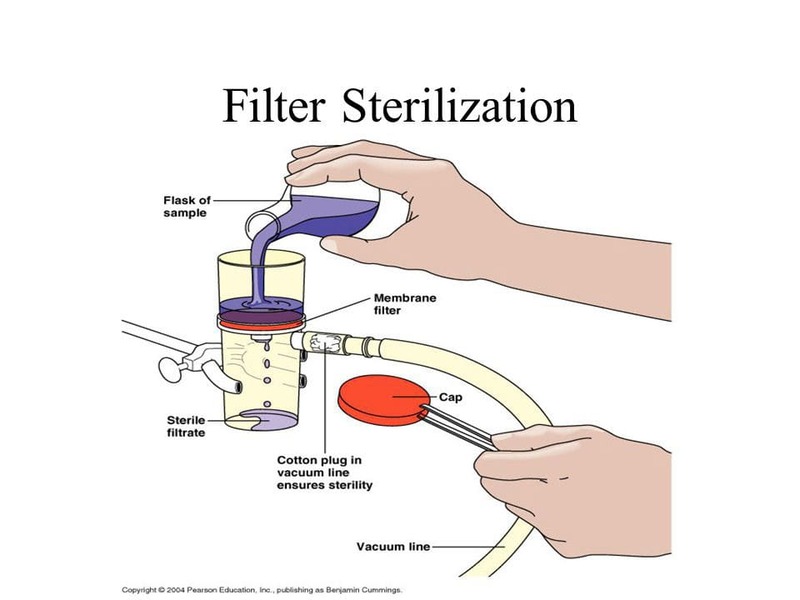 Filter Sterilization
Flask of
sample
Membrane
filter
Cap
Sterile
filtrate
Cotton plug in
vacuum line
ensures sterility
Vacuum line
Copyright © 2004 Pearson Education, Inc., publishing as Benjamin Cummings.